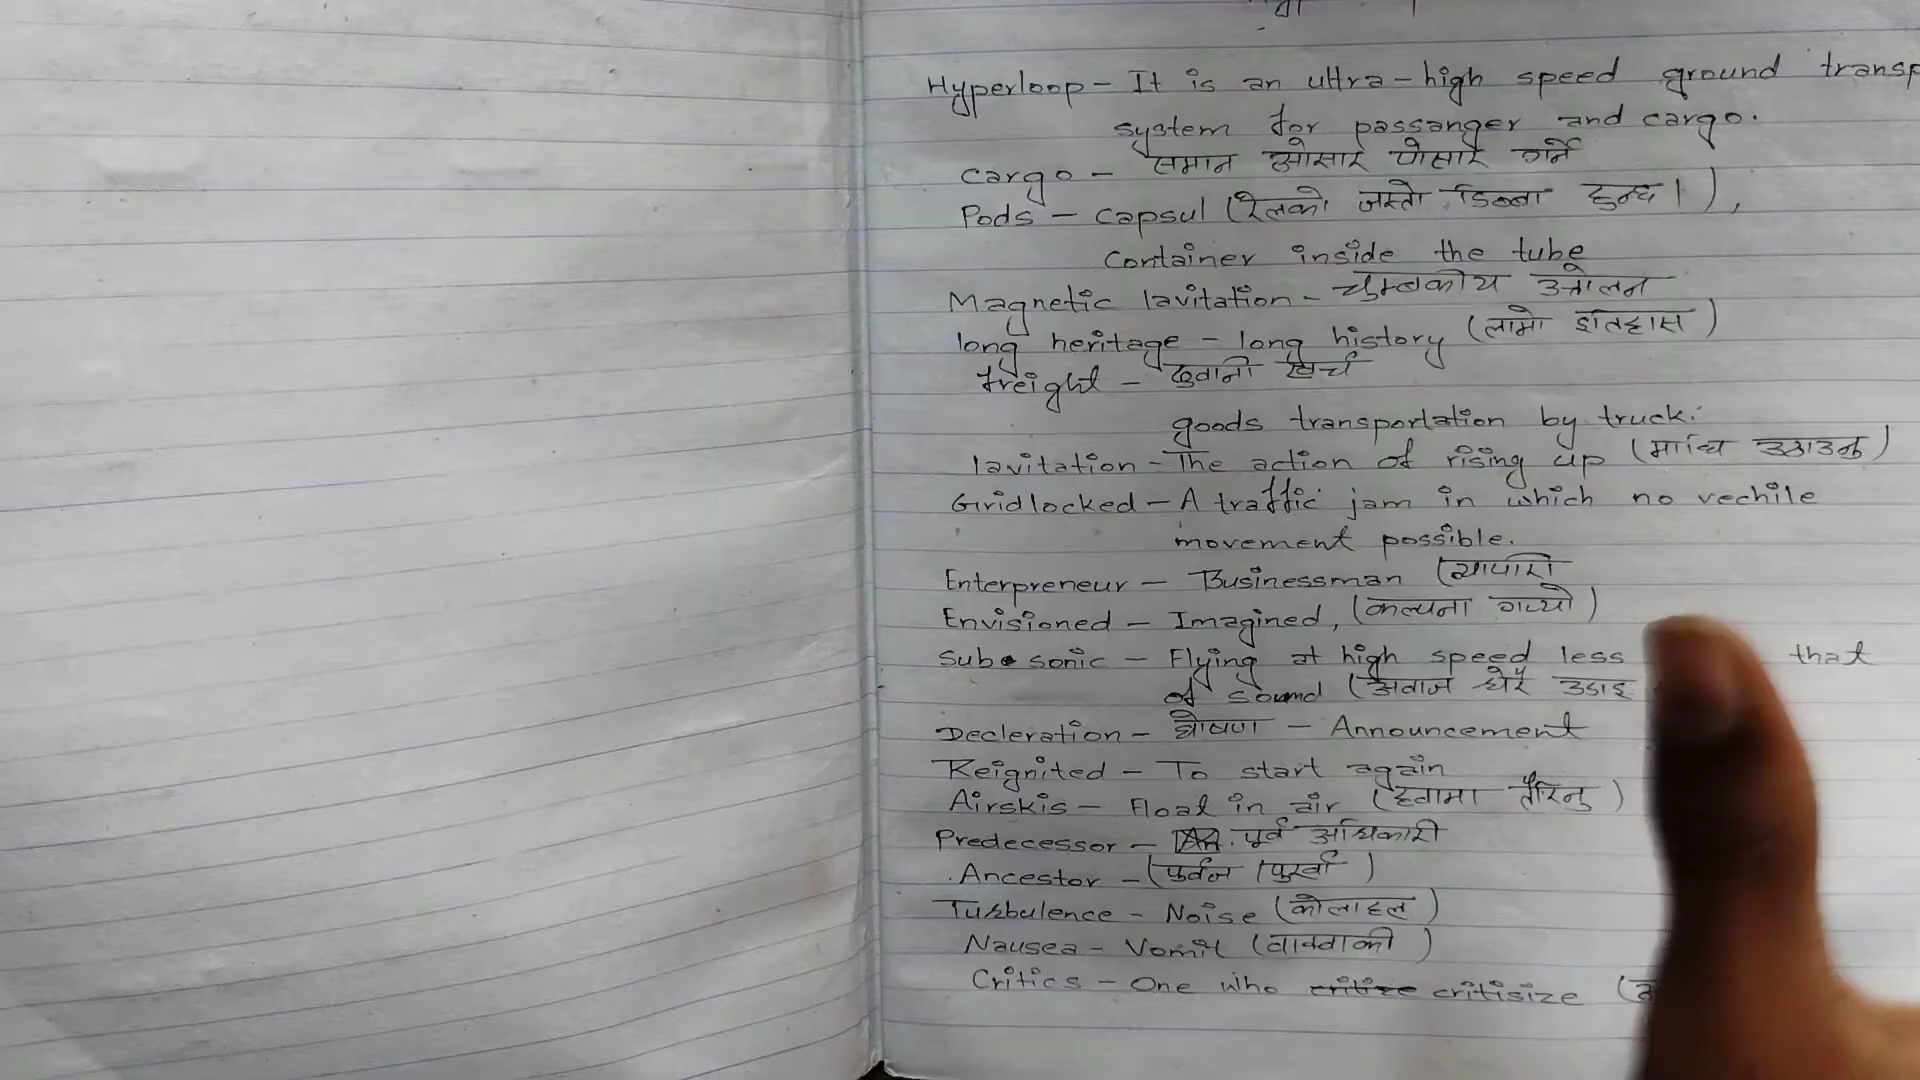 Hyperloop - It is an ultra-high speed ground transp
system for passanger and cargo.
cargo - समान ओसार पोसार गर्ने
Pods - capsul (रेलको जस्तो डिब्बा हुन्छ।),
container inside the tube
Magnetic lavitation - चुम्बकीय उत्तोलन
long heritage - long history (लामो इतिहास)
freight - ढुवानी खर्च
goods transportation by truck.
lavitation - The action of rising up (माथि उठाउनु)
Gridlocked - A traffic jam in which no vechile
movement possible.
Enterpreneur - Businessman (व्यापारी
Envisioned - Imagined, (कल्पना गर्यो)
Sub sonic - Flying at high speed less that
of sound (अवाज धेरै उडाइ
Decleration - घोषणा - Announcement
Reignited - To start again
Airskis - Float in air (हवामा तैरिनु)
Predecessor - पूर्व अधिकारी
Ancestor - (पुर्वज / पुर्खा)
Turbulence - Noise (कोलाहल)
Nausea - Vomit (वाकवाकी)
Critics - One who critize critisize (